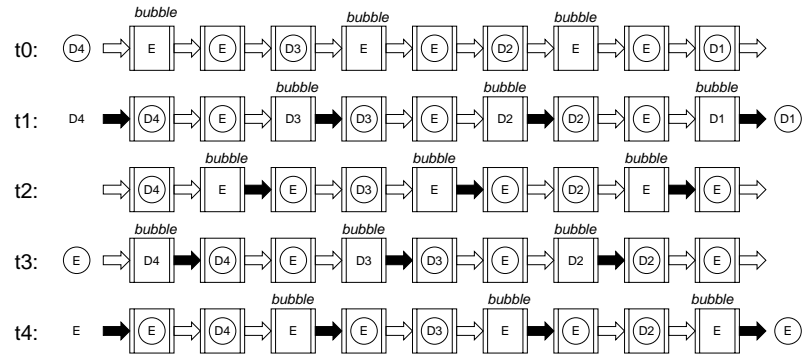 bubble bubble bubble
t0: D4 E E D3 E E D2 E E D1
bubble bubble bubble
t1: D4 D4 E D3 D3 E D2 D2 E D1 D1
bubble bubble bubble
t2: D4 E E D3 E E D2 E E
bubble bubble bubble
t3: E D4 D4 E D3 D3 E D2 D2 E
bubble bubble bubble
t4: E E D4 E E D3 E E D2 E E